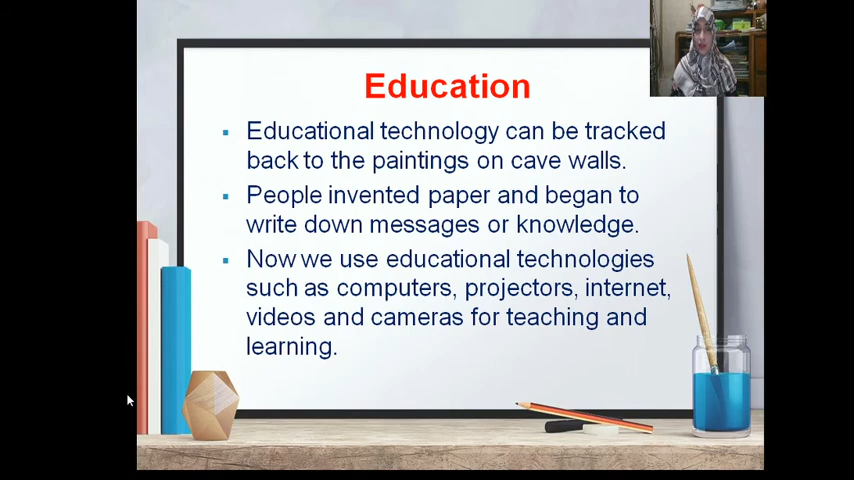 Education
▪ Educational technology can be tracked
back to the paintings on cave walls.
▪ People invented paper and began to
write down messages or knowledge.
▪ Now we use educational technologies
such as computers, projectors, internet,
videos and cameras for teaching and
learning.